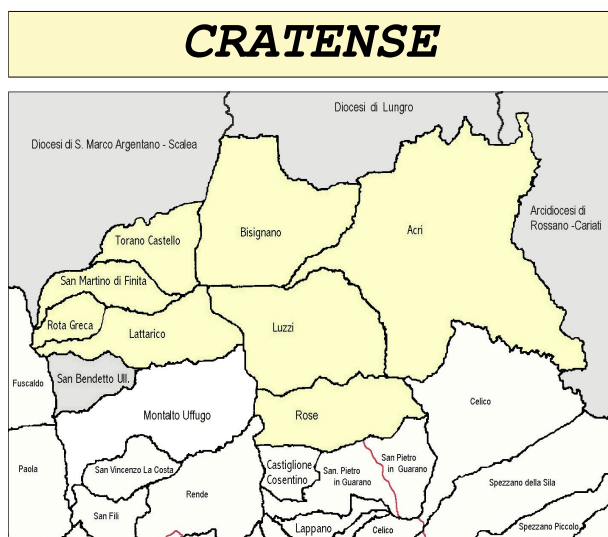 CRATENSE
Diocesi di Lungro
Diocesi di S. Marco Argentano - Scalea
Arcidiocesi di
Rossano -Cariati
Acri
Bisignano
Torano Castello
San Martino di Finita
Rota Greca
Lattarico
Luzzi
San Bendetto Ull.
Fuscaldo
Celico
Montalto Uffugo
Rose
Paola
San Vincenzo La Costa
Castiglione
Cosentino
San. Pietro
in Guarano
San Pietro
in Guarano
Spezzano della Sila
Rende
San Fili
Lappano
Celico
Spezzano Piccolo